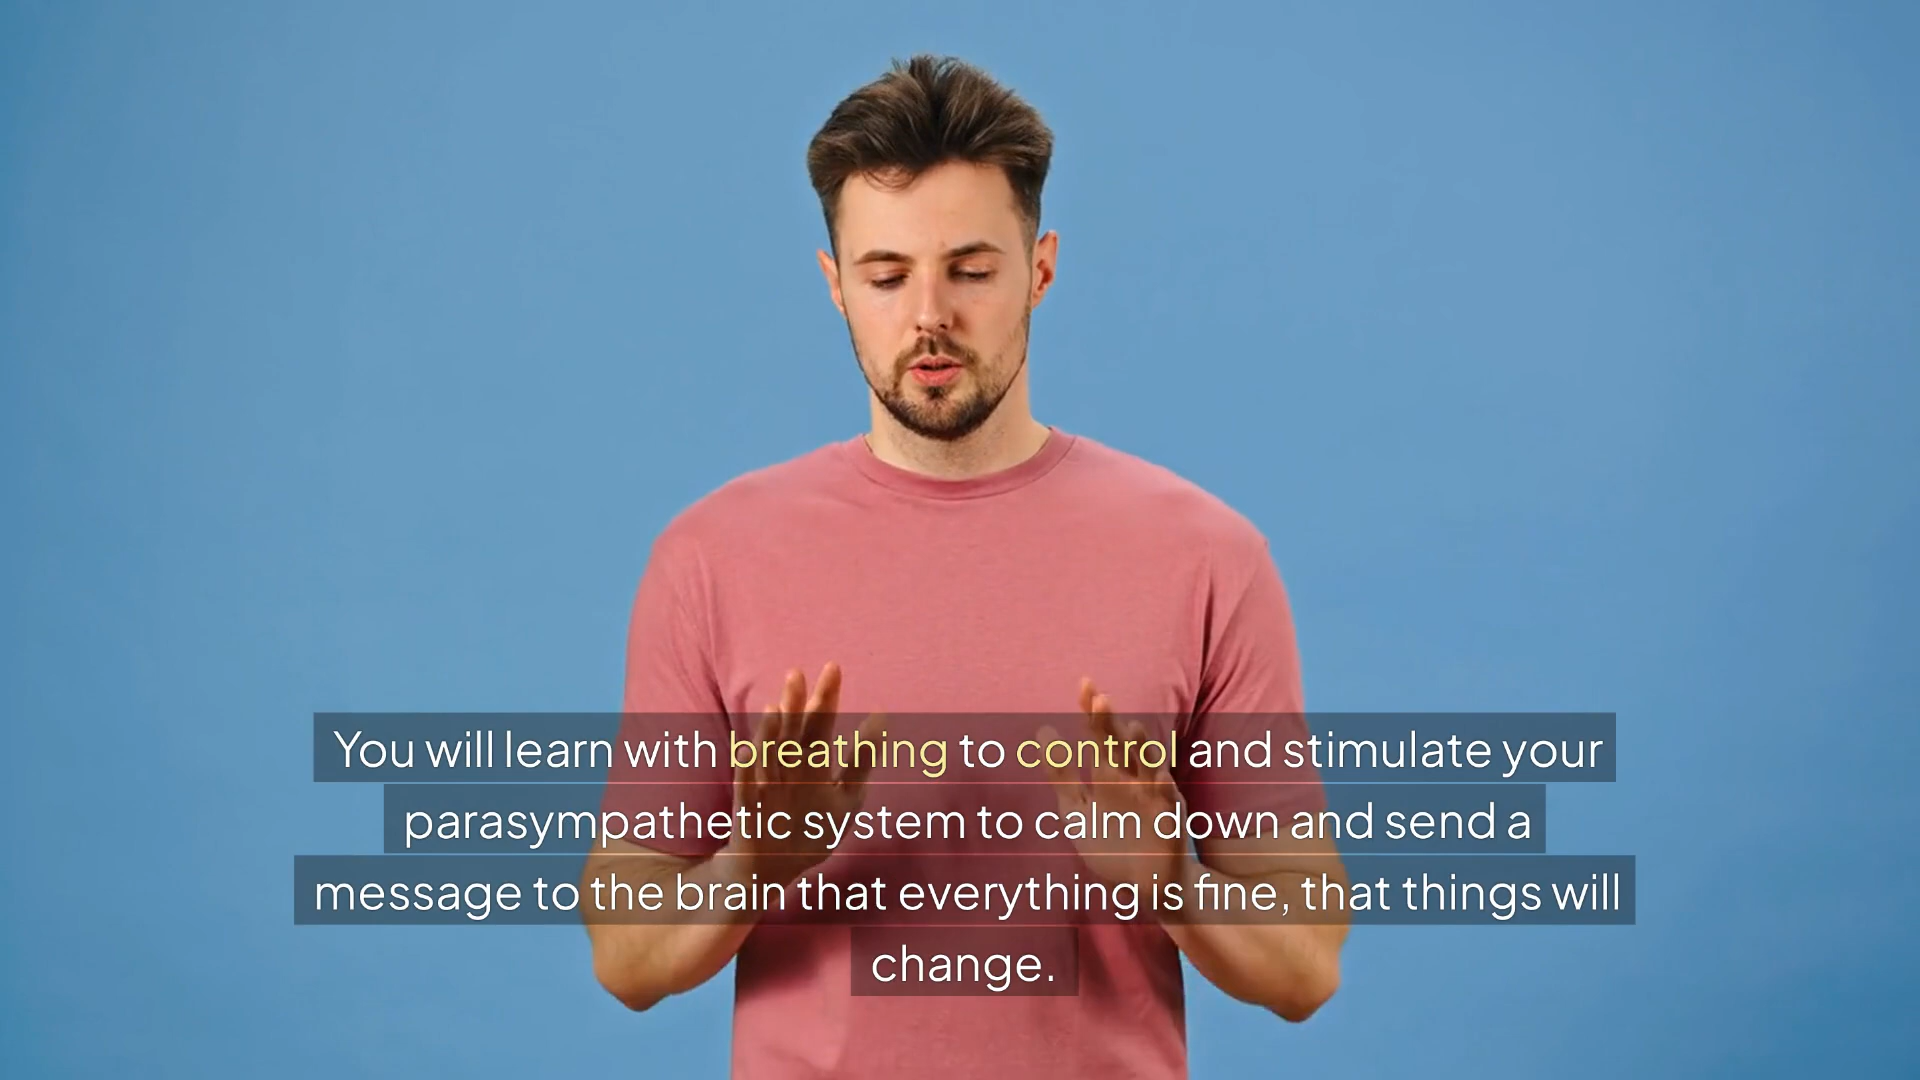 You will learn with breathing to control and stimulate your
parasympathetic system to calm down and send a
message to the brain that everything is fine, that things will
change.